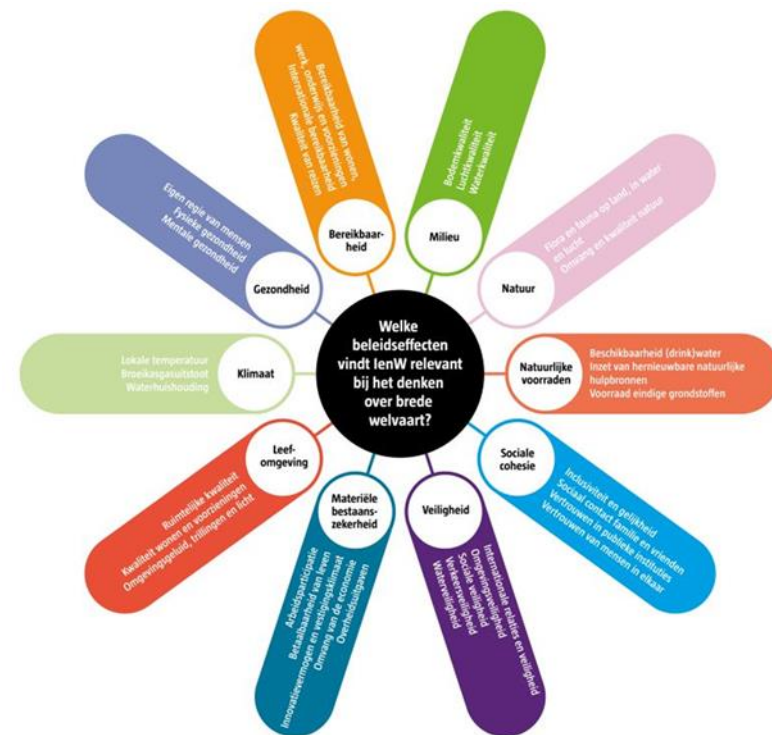 Welke
beleidseffecten
vindt IenW relevant
bij het denken
over brede
welvaart?
Bereikbaar-
heid
Bereikbaarheid van wonen,
werk, onderwijs en voorzieningen
Internationale bereikbaarheid
Kwaliteit van reizen
Milieu
Bodemkwaliteit
Luchtkwaliteit
Waterkwaliteit
Natuur
Flora en fauna op land, in water
en lucht
Omvang en kwaliteit natuur
Natuurlijke
voorraden
Beschikbaarheid (drink)water
Inzet van hernieuwbare natuurlijke
hulpbronnen
Voorraad eindige grondstoffen
Sociale
cohesie
Inclusiviteit en gelijkheid
Sociaal contact familie en vrienden
Vertrouwen in publieke instituties
Vertrouwen van mensen in elkaar
Veiligheid
Internationale relaties en veiligheid
Omgevingsveiligheid
Sociale veiligheid
Verkeersveiligheid
Waterveiligheid
Materiële
bestaans-
zekerheid
Arbeidsparticipatie
Betaalbaarheid van leven
Innovatievermogen en vestigingsklimaat
Omvang van de economie
Overheidsuitgaven
Leef-
omgeving
Ruimtelijke kwaliteit
Kwaliteit wonen en voorzieningen
Omgevingsgeluid, trillingen en licht
Klimaat
Lokale temperatuur
Broeikasgasuitstoot
Waterhuishouding
Gezondheid
Eigen regie van mensen
Fysieke gezondheid
Mentale gezondheid